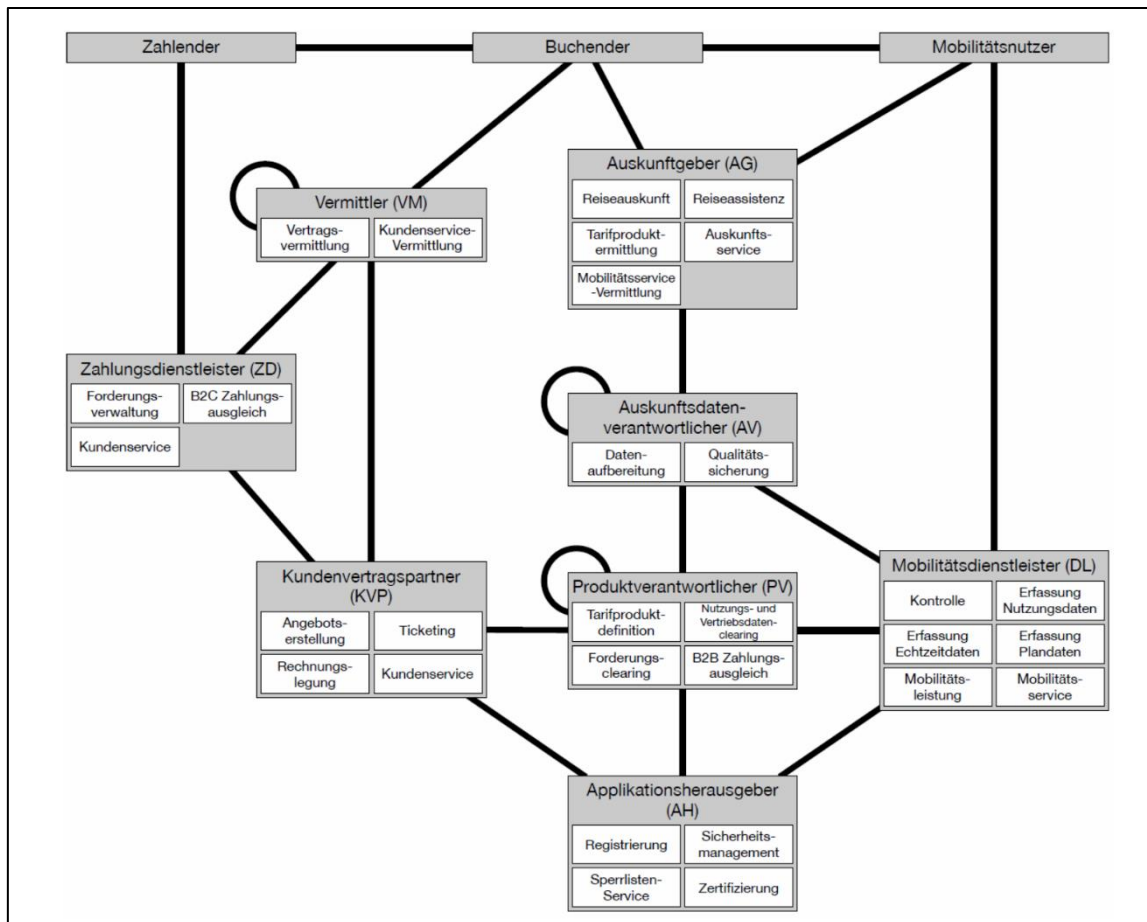 Zahlender
Buchender
Mobilitätsnutzer
Auskunftgeber (AG)
Reiseauskunft
Reiseassistenz
Tarifprodukt-
ermittlung
Auskunfts-
service
Mobilitätsservice
-Vermittlung
Vermittler (VM)
Vertrags-
vermittlung
Kundenservice-
Vermittlung
Zahlungsdienstleister (ZD)
Forderungs-
verwaltung
B2C Zahlungs-
ausgleich
Kundenservice
Auskunftsdaten-
verantwortlicher (AV)
Daten-
aufbereitung
Qualitäts-
sicherung
Kundenvertragspartner
(KVP)
Angebots-
erstellung
Ticketing
Rechnungs-
legung
Kundenservice
Produktverantwortlicher (PV)
Tarifprodukt-
definition
Nutzungs- und
Vertriebsdaten-
clearing
Forderungs-
clearing
B2B Zahlungs-
ausgleich
Mobilitätsdienstleister (DL)
Kontrolle
Erfassung
Nutzungsdaten
Erfassung
Echtzeitdaten
Erfassung
Plandaten
Mobilitäts-
leistung
Mobilitäts-
service
Applikationsherausgeber
(AH)
Registrierung
Sicherheits-
management
Sperrlisten-
Service
Zertifizierung